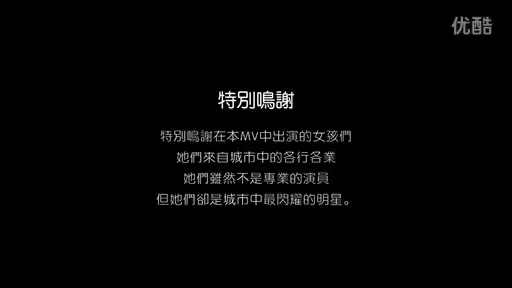 优酷
特別鳴謝
特別鳴謝在本MV中出演的女孩們
她們來自城市中的各行各業
她們雖然不是專業的演員
但她們卻是城市中最閃耀的明星。